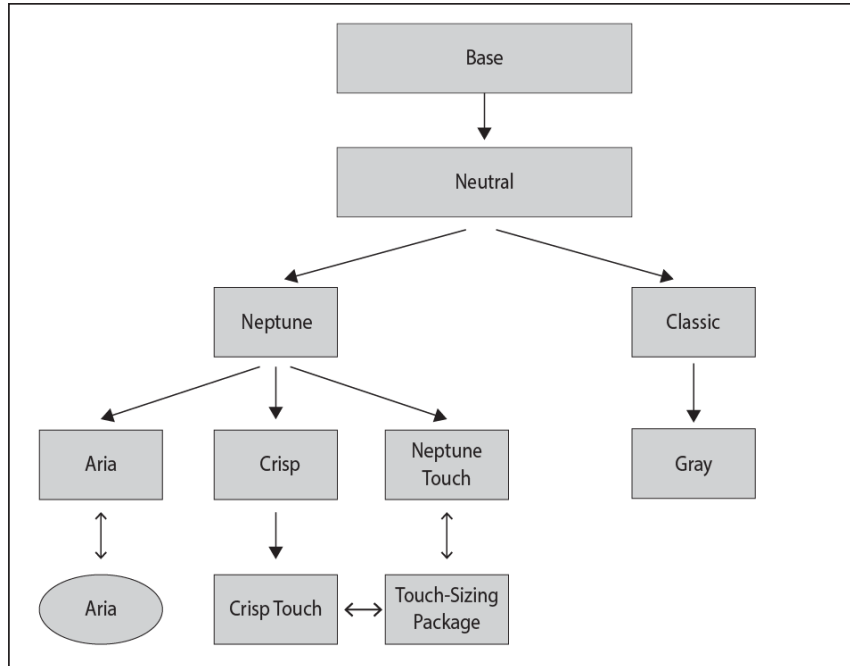 Base
Neutral
Neptune
Classic
Aria
Crisp
Neptune
Touch
Gray
Aria
Crisp Touch
Touch-Sizing
Package